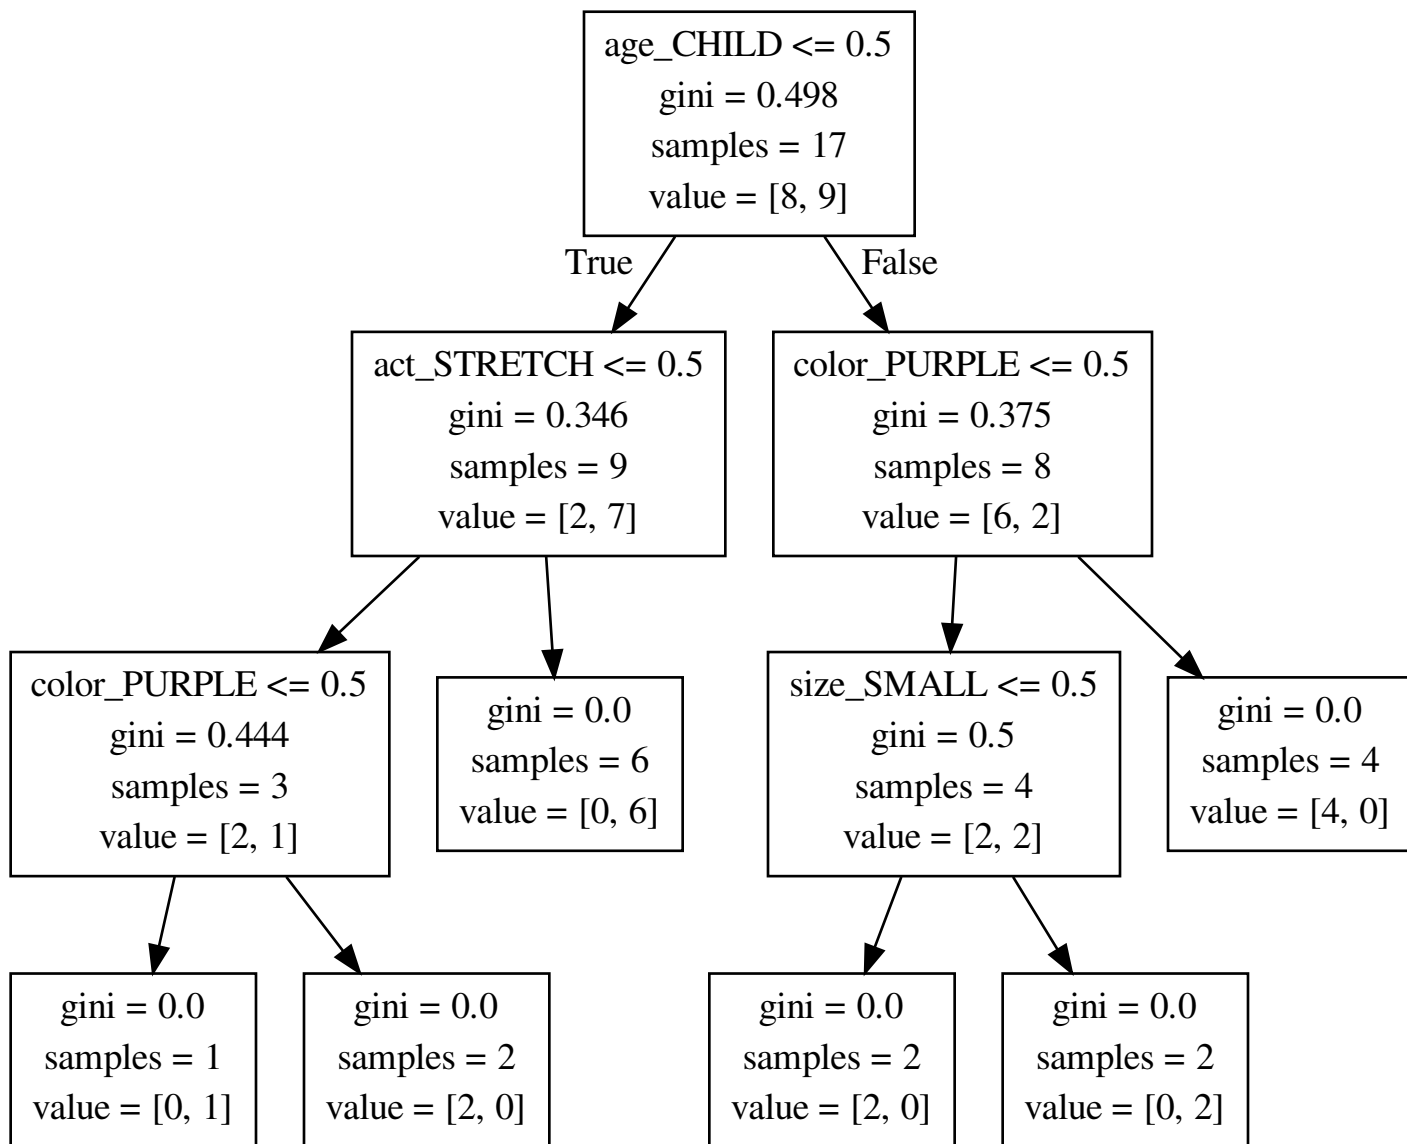 age_CHILD <= 0.5
gini = 0.498
samples = 17
value = [8, 9]
True
False
act_STRETCH <= 0.5
gini = 0.346
samples = 9
value = [2, 7]
color_PURPLE <= 0.5
gini = 0.375
samples = 8
value = [6, 2]
color_PURPLE <= 0.5
gini = 0.444
samples = 3
value = [2, 1]
gini = 0.0
samples = 6
value = [0, 6]
size_SMALL <= 0.5
gini = 0.5
samples = 4
value = [2, 2]
gini = 0.0
samples = 4
value = [4, 0]
gini = 0.0
samples = 1
value = [0, 1]
gini = 0.0
samples = 2
value = [2, 0]
gini = 0.0
samples = 2
value = [2, 0]
gini = 0.0
samples = 2
value = [0, 2]